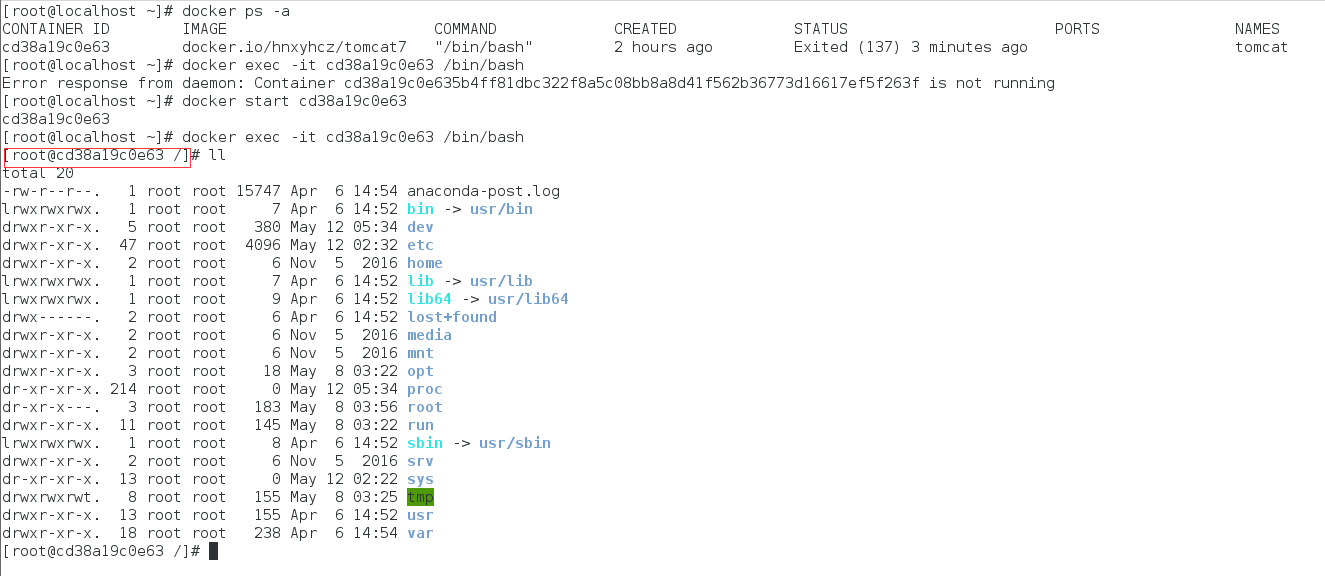 [root@localhost ~]# docker ps -a
CONTAINER ID        IMAGE                       COMMAND             CREATED             STATUS                       PORTS               NAMES
cd38a19c0e63        docker.io/hnxyhcz/tomcat7   "/bin/bash"         2 hours ago         Exited (137) 3 minutes ago                       tomcat
[root@localhost ~]# docker exec -it cd38a19c0e63 /bin/bash
Error response from daemon: Container cd38a19c0e635b4ff81dbc322f8a5c08bb8a8d41f562b36773d16617ef5f263f is not running
[root@localhost ~]# docker start cd38a19c0e63
cd38a19c0e63
[root@localhost ~]# docker exec -it cd38a19c0e63 /bin/bash
[root@cd38a19c0e63 /]# ll
total 20
-rw-r--r--.   1 root root 15747 Apr  6 14:54 anaconda-post.log
lrwxrwxrwx.   1 root root     7 Apr  6 14:52 bin -> usr/bin
drwxr-xr-x.   5 root root   380 May 12 05:34 dev
drwxr-xr-x.  47 root root  4096 May 12 02:32 etc
drwxr-xr-x.   2 root root     6 Nov  5  2016 home
lrwxrwxrwx.   1 root root     7 Apr  6 14:52 lib -> usr/lib
lrwxrwxrwx.   1 root root     9 Apr  6 14:52 lib64 -> usr/lib64
drwx------.   2 root root     6 Apr  6 14:52 lost+found
drwxr-xr-x.   2 root root     6 Nov  5  2016 media
drwxr-xr-x.   2 root root     6 Nov  5  2016 mnt
drwxr-xr-x.   3 root root    18 May  8 03:22 opt
dr-xr-xr-x. 214 root root     0 May 12 05:34 proc
dr-xr-x---.   3 root root   183 May  8 03:56 root
drwxr-xr-x.  11 root root   145 May  8 03:22 run
lrwxrwxrwx.   1 root root     8 Apr  6 14:52 sbin -> usr/sbin
drwxr-xr-x.   2 root root     6 Nov  5  2016 srv
dr-xr-xr-x.  13 root root     0 May 12 02:22 sys
drwxrwxrwt.   8 root root   155 May  8 03:25 tmp
drwxr-xr-x.  13 root root   155 Apr  6 14:52 usr
drwxr-xr-x.  18 root root   238 Apr  6 14:54 var
[root@cd38a19c0e63 /]#